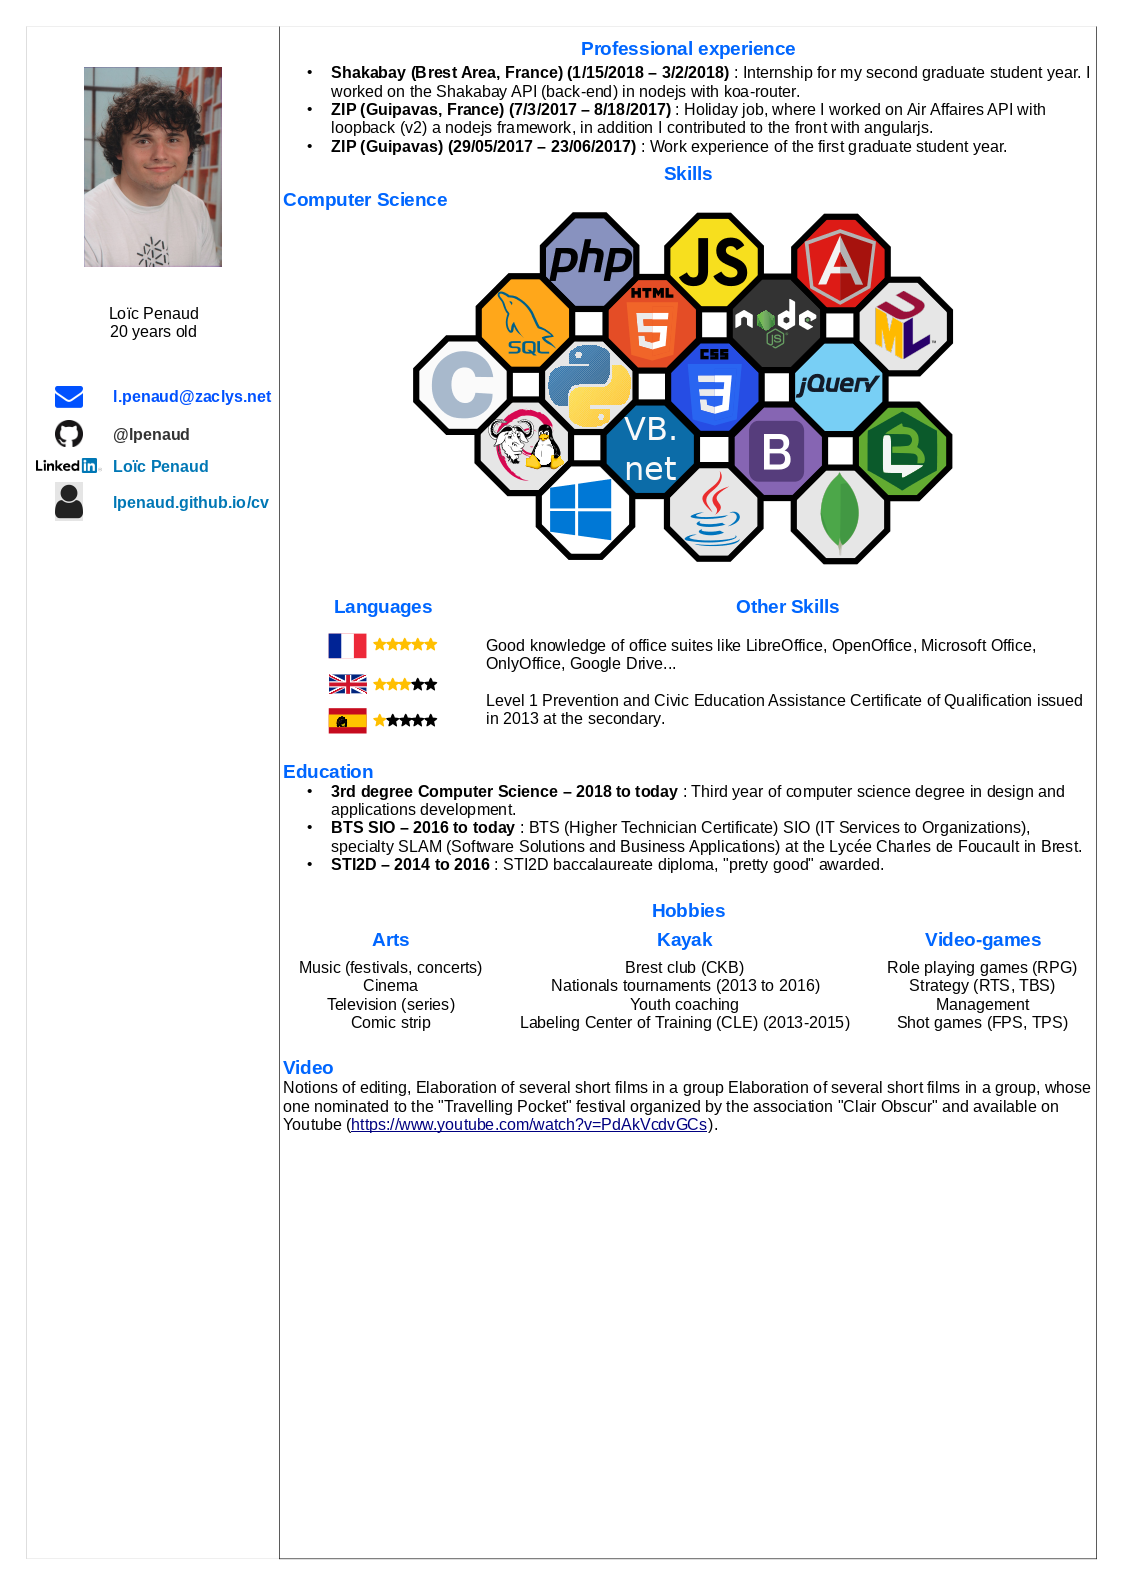 Loïc Penaud
20 years old
l.penaud@zaclys.net
@lpenaud
Linked in Loïc Penaud
lpenaud.github.io/cv
Professional experience
• Shakabay (Brest Area, France) (1/15/2018 – 3/2/2018) : Internship for my second graduate student year. I
worked on the Shakabay API (back-end) in nodejs with koa-router.
• ZIP (Guipavas, France) (7/3/2017 – 8/18/2017) : Holiday job, where I worked on Air Affaires API with
loopback (v2) a nodejs framework, in addition I contributed to the front with angularjs.
• ZIP (Guipavas) (29/05/2017 – 23/06/2017) : Work experience of the first graduate student year.
Skills
Computer Science
php JS A
SQL HTML 5 node JS UML
C CSS 3 jQuery
VB.
net B LB
Languages
Other Skills
Good knowledge of office suites like LibreOffice, OpenOffice, Microsoft Office,
OnlyOffice, Google Drive...
Level 1 Prevention and Civic Education Assistance Certificate of Qualification issued
in 2013 at the secondary.
Education
• 3rd degree Computer Science – 2018 to today : Third year of computer science degree in design and
applications development.
• BTS SIO – 2016 to today : BTS (Higher Technician Certificate) SIO (IT Services to Organizations),
specialty SLAM (Software Solutions and Business Applications) at the Lycée Charles de Foucault in Brest.
• STI2D – 2014 to 2016 : STI2D baccalaureate diploma, "pretty good" awarded.
Hobbies
Arts
Music (festivals, concerts)
Cinema
Television (series)
Comic strip
Kayak
Brest club (CKB)
Nationals tournaments (2013 to 2016)
Youth coaching
Labeling Center of Training (CLE) (2013-2015)
Video-games
Role playing games (RPG)
Strategy (RTS, TBS)
Management
Shot games (FPS, TPS)
Video
Notions of editing, Elaboration of several short films in a group Elaboration of several short films in a group, whose
one nominated to the "Travelling Pocket" festival organized by the association "Clair Obscur" and available on
Youtube (https://www.youtube.com/watch?v=PdAkVcdvGCs).